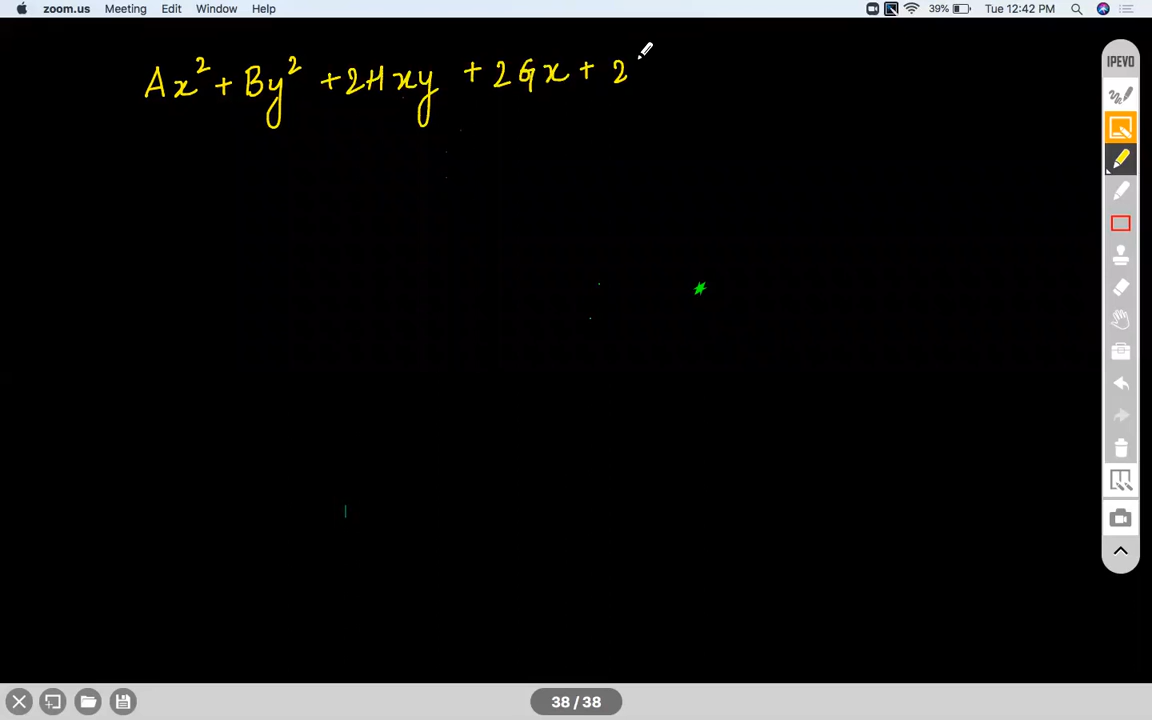 zoom.us Meeting Edit Window Help 39% Tue 12:42 PM
Ax² + By² + 2Hxy + 2Gx + 2
IPEVO
38 / 38